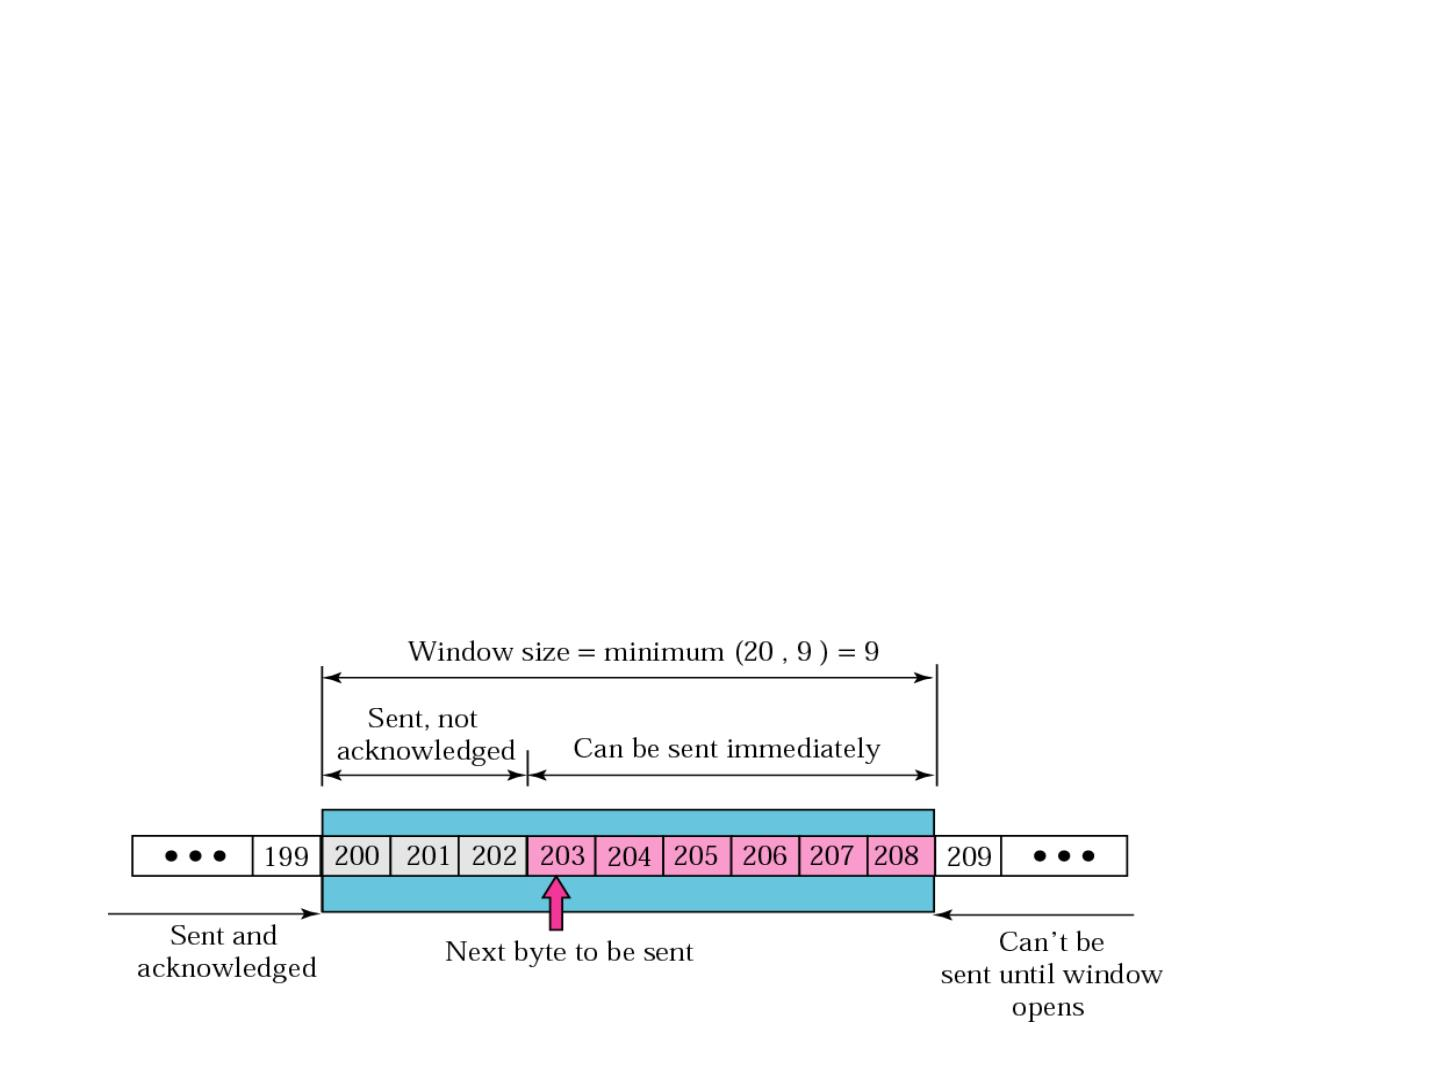 Window size = minimum (20 , 9 ) = 9
Sent, not
acknowledged
Can be sent immediately
••• 199 200 201 202 203 204 205 206 207 208 209 •••
Sent and
acknowledged
Next byte to be sent
Can't be
sent until window
opens